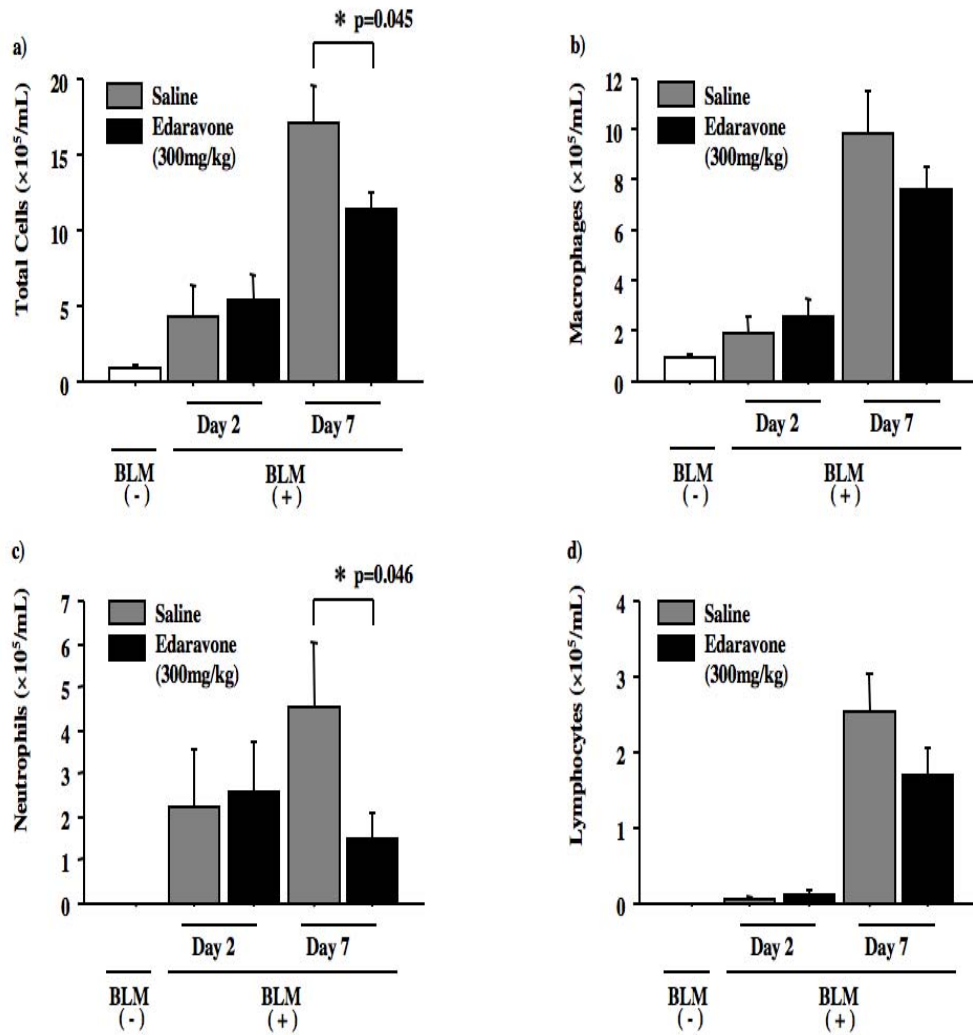 a)
* p=0.045
Total Cells (×10⁵/mL)
20
15
10
5
0
Saline
Edaravone
(300mg/kg)
Day 2
Day 7
BLM
(-)
BLM
(+)
b)
Macrophages (×10⁵/mL)
12
10
8
6
4
2
0
Saline
Edaravone
(300mg/kg)
Day 2
Day 7
BLM
(-)
BLM
(+)
c)
* p=0.046
Neutrophils (×10⁵/mL)
7
6
5
4
3
2
1
0
Saline
Edaravone
(300mg/kg)
Day 2
Day 7
BLM
(-)
BLM
(+)
d)
Lymphocytes (×10⁵/mL)
4
3
2
1
0
Saline
Edaravone
(300mg/kg)
Day 2
Day 7
BLM
(-)
BLM
(+)